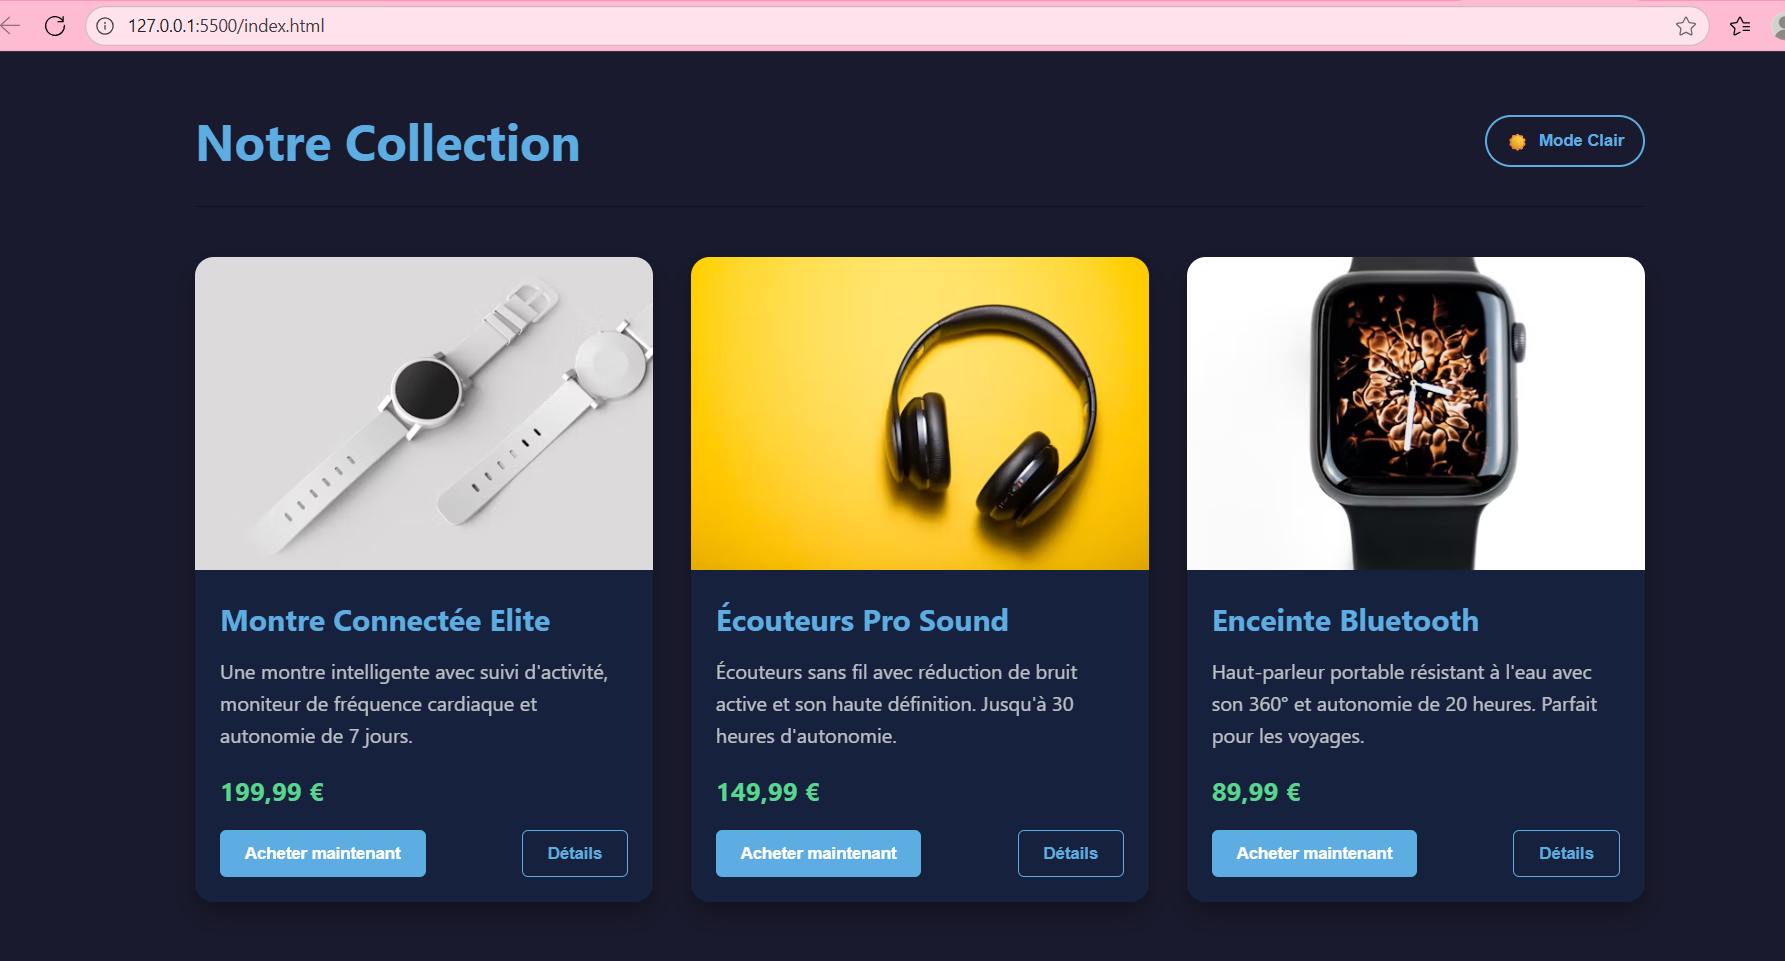 127.0.0.1:5500/index.html
Notre Collection
Mode Clair
Montre Connectée Elite
Une montre intelligente avec suivi d'activité,
moniteur de fréquence cardiaque et
autonomie de 7 jours.
199,99 €
Acheter maintenant
Détails
Écouteurs Pro Sound
Écouteurs sans fil avec réduction de bruit
active et son haute définition. Jusqu'à 30
heures d'autonomie.
149,99 €
Acheter maintenant
Détails
Enceinte Bluetooth
Haut-parleur portable résistant à l'eau avec
son 360° et autonomie de 20 heures. Parfait
pour les voyages.
89,99 €
Acheter maintenant
Détails